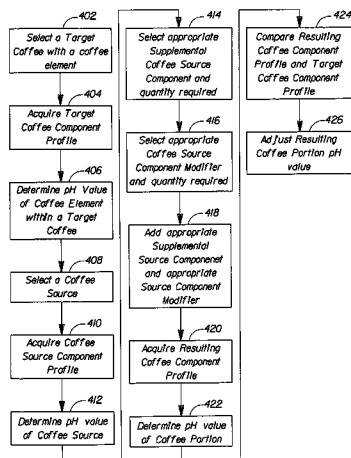 402
Select a Target
Coffee with a coffee
element
404
Acquire Target
Coffee Component
Profile
406
Determine pH Value
of Coffee Element
within a Target
Coffee
408
Select a Coffee
Source
410
Acquire Coffee
Source Component
Profile
412
Determine pH value
of Coffee Source
414
Select appropriate
Supplemental
Coffee Source
Component and
quantity required
416
Select appropriate
Coffee Source
Component Modifier
and quantity required
418
Add appropriate
Supplemental
Source Componenet
and appropriate
Source Modifier
420
Acquire Resulting
Coffee Component
Profile
422
Determine pH value
of Coffee Portion
424
Compare Resulting
Coffee Component
Profile and Target
Coffee Component
Profile
426
Adjust Resulting
Coffee Portion pH
value